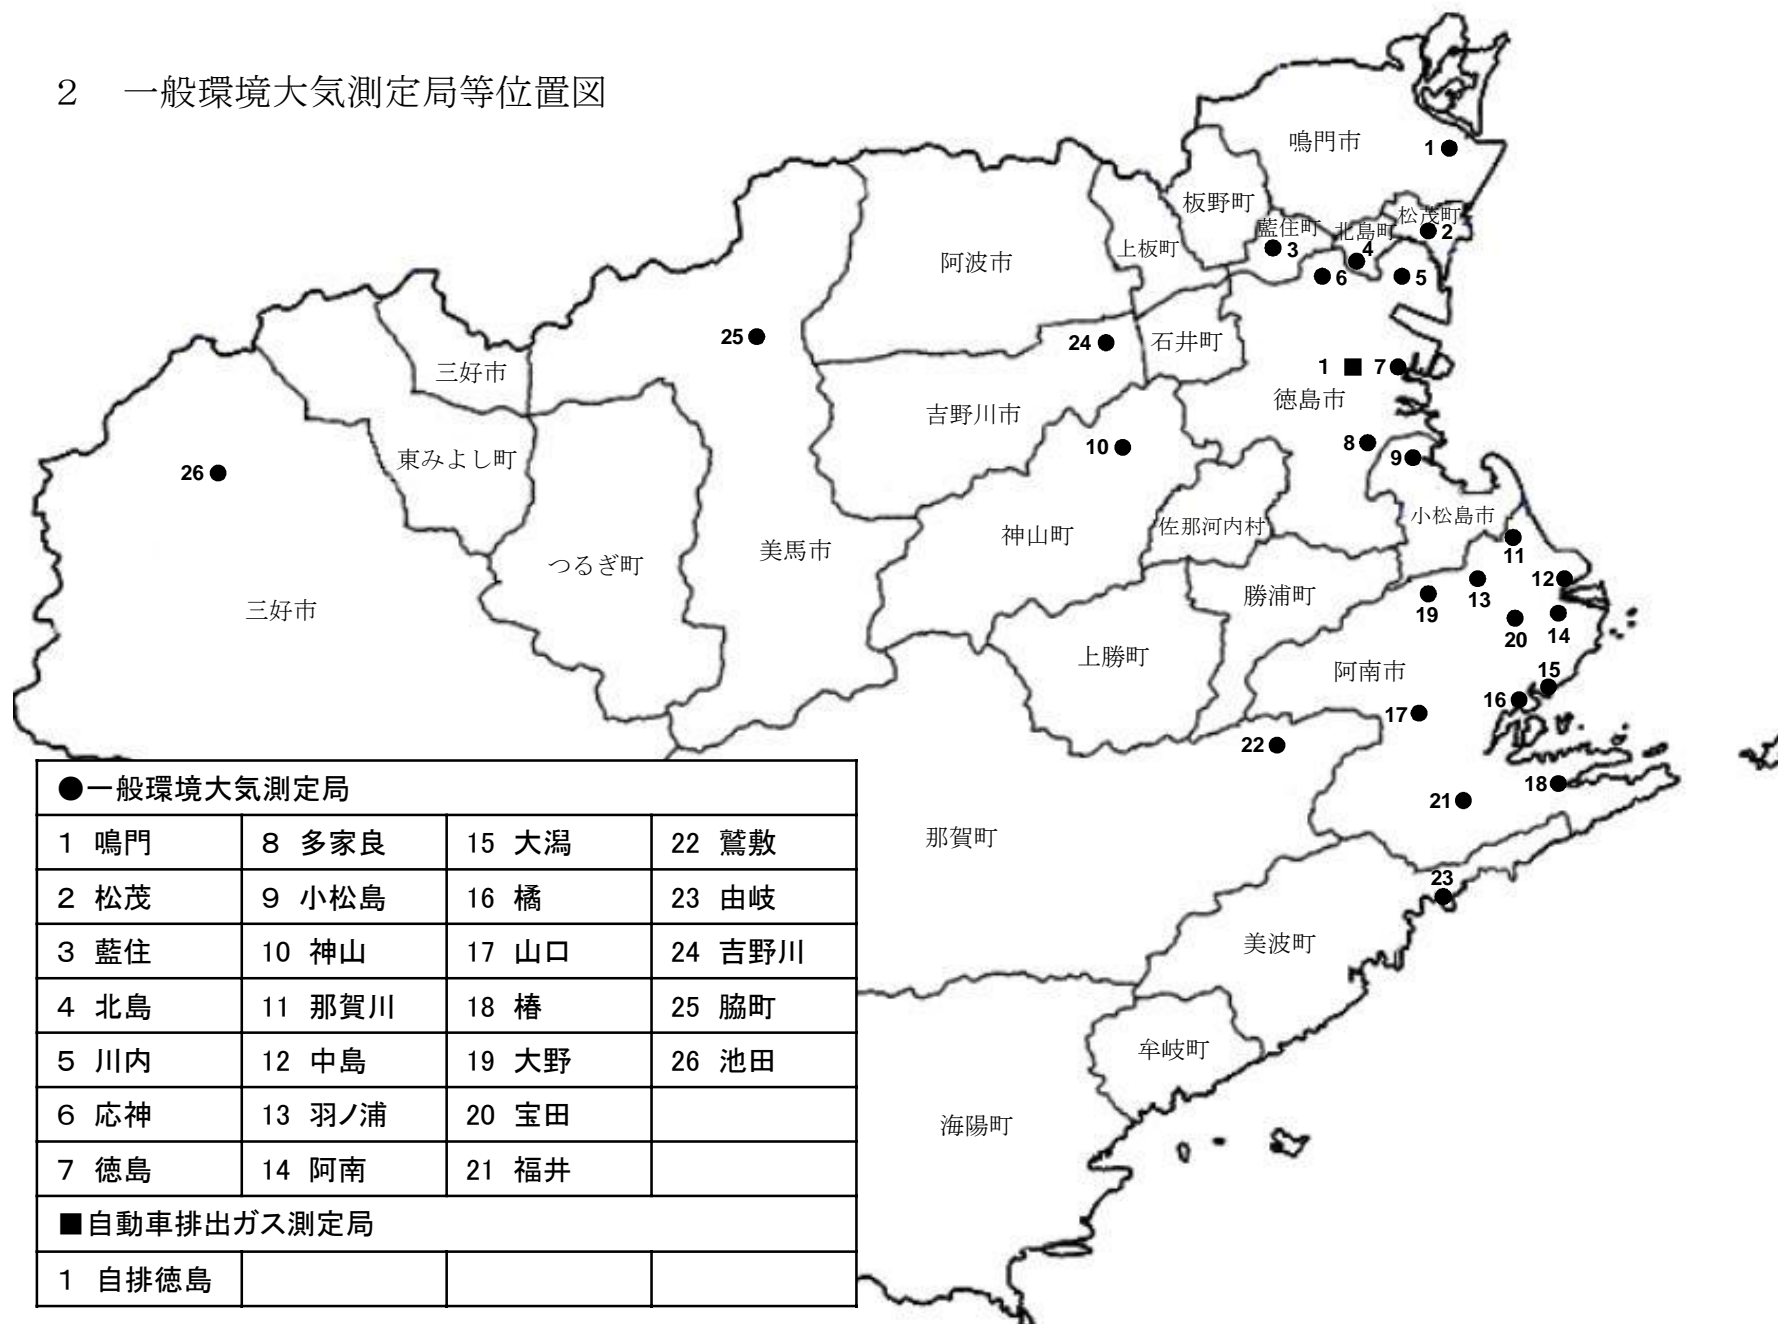 ２　一般環境大気測定局等位置図
鳴門市
1
板野町
松茂町
藍住町
北島町
2
上板町
3
4
阿波市
6
5
25
24
石井町
1
7
三好市
徳島市
吉野川市
8
10
9
東みよし町
26
小松島市
佐那河内村
神山町
美馬市
11
つるぎ町
12
勝浦町
13
三好市
19
14
20
上勝町
阿南市
15
16
17
22
18
21
那賀町
23
美波町
牟岐町
海陽町
●一般環境大気測定局
1 鳴門 8 多家良 15 大潟 22 鷲敷
2 松茂 9 小松島 16 橘 23 由岐
3 藍住 10 神山 17 山口 24 吉野川
4 北島 11 那賀川 18 椿 25 脇町
5 川内 12 中島 19 大野 26 池田
6 応神 13 羽ノ浦 20 宝田
7 徳島 14 阿南 21 福井
■自動車排出ガス測定局
1 自排徳島